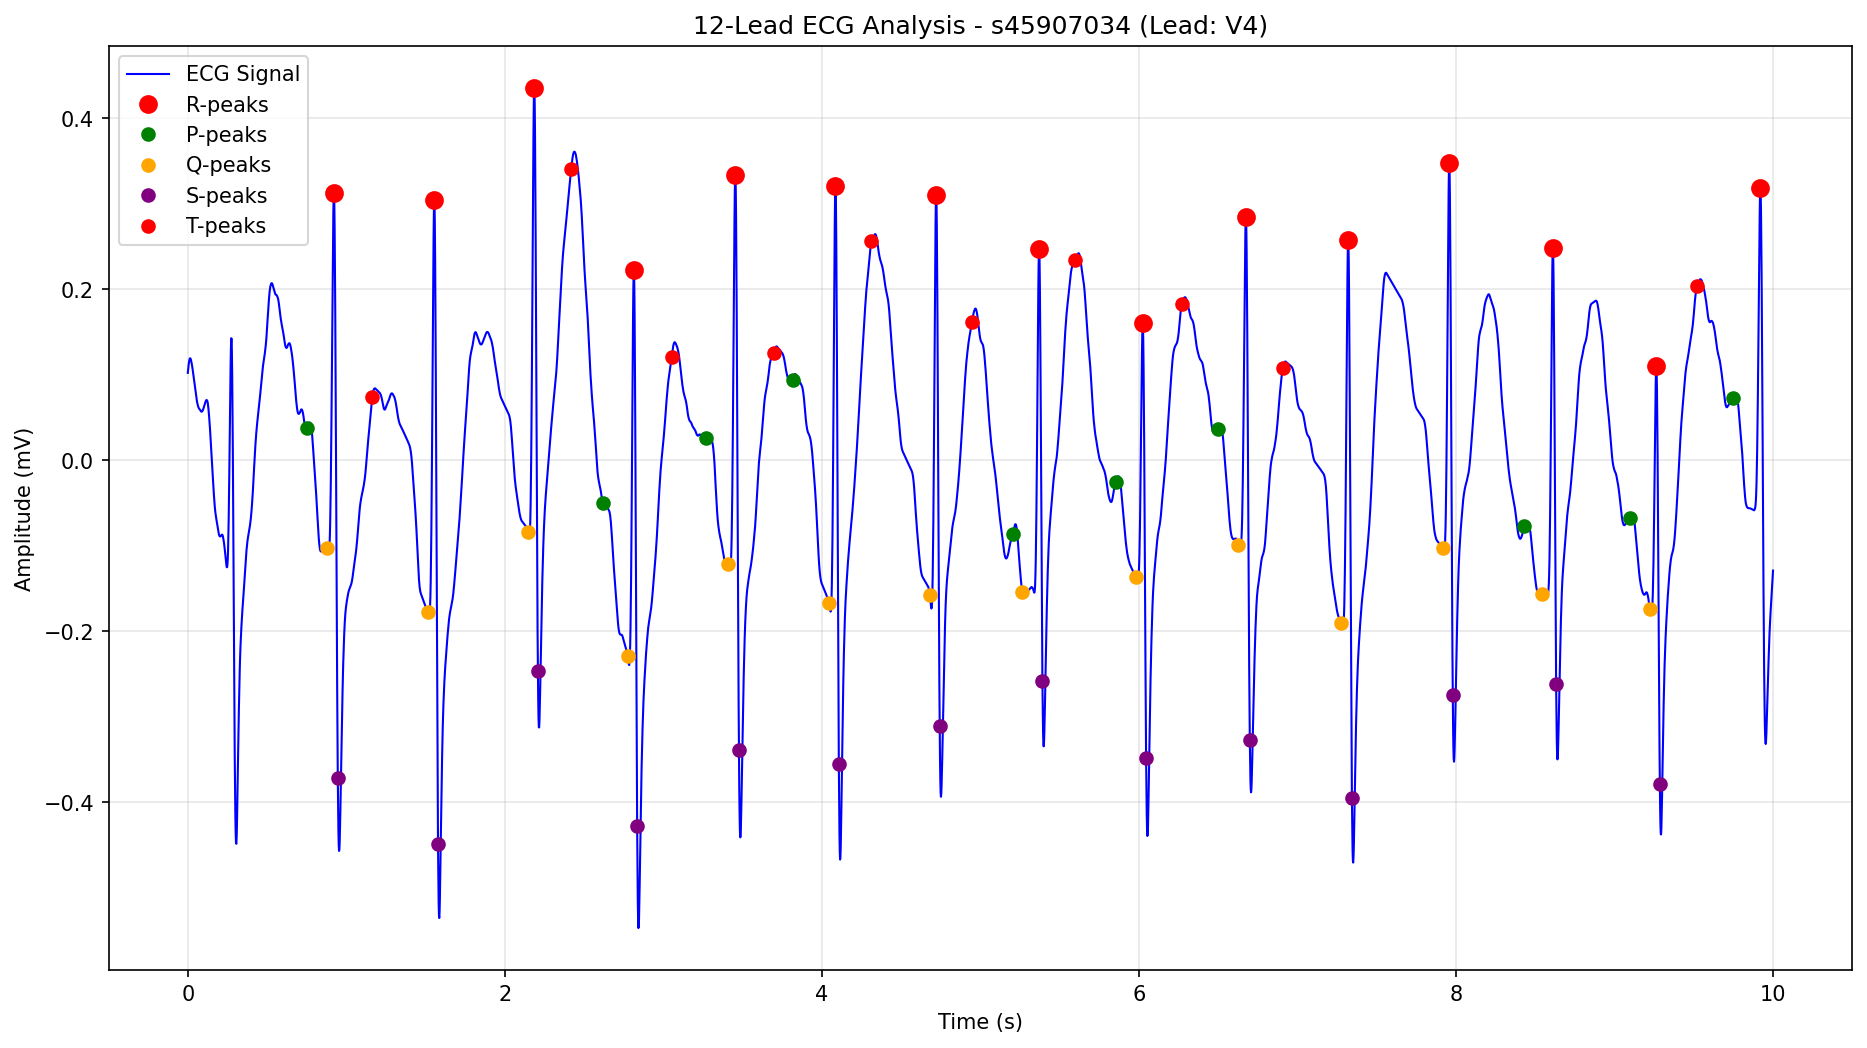 12-Lead ECG Analysis - s45907034 (Lead: V4)
ECG Signal
R-peaks
P-peaks
Q-peaks
S-peaks
T-peaks
Amplitude (mV)
0.4
0.2
0.0
−0.2
−0.4
0 2 4 6 8 10
Time (s)